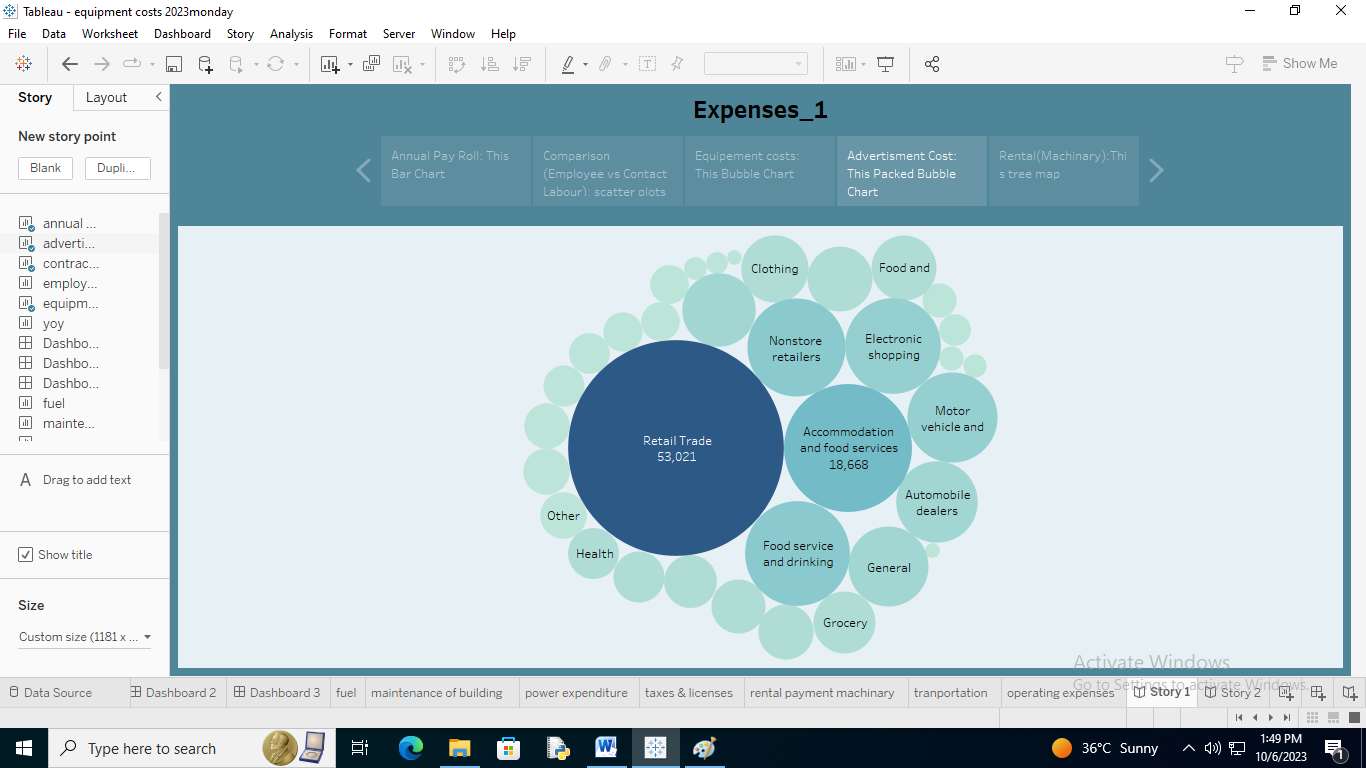 Tableau - equipment costs 2023monday
File Data Worksheet Dashboard Story Analysis Format Server Window Help
Show Me
Story Layout
New story point
Blank Dupli...
annual ...
adverti...
contrac...
employ...
equipm...
yoy
Dashbo...
Dashbo...
Dashbo...
fuel
mainte...
A Drag to add text
Show title
Size
Custom size (1181 x ...
Expenses_1
Annual Pay Roll: This
Bar Chart
Comparison
(Employee vs Contact
Labour): scatter plots
Equipement costs:
This Bubble Chart
Advertisment Cost:
This Packed Bubble
Chart
Rental(Machinary):Thi
s tree map
Clothing
Food and
Nonstore
retailers
Electronic
shopping
Motor
vehicle and
Retail Trade
53,021
Accommodation
and food services
18,668
Automobile
dealers
Other
Health
Food service
and drinking
General
Grocery
Activate Windows
Go to Settings to activate Windows.
Data Source Dashboard 2 Dashboard 3 fuel maintenance of building power expenditure taxes & licenses rental payment machinary tranportation operating expenses Story 1 Story 2
Type here to search
36°C Sunny
1:49 PM
10/6/2023
1